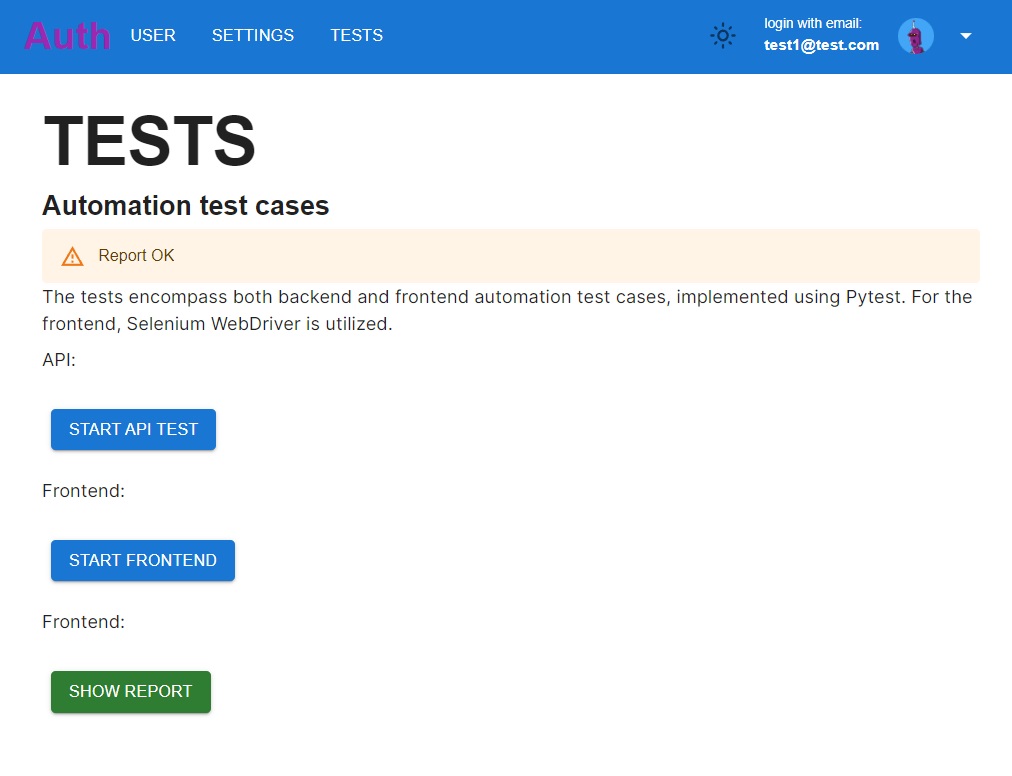 Auth USER SETTINGS TESTS login with email:
test1@test.com
TESTS
Automation test cases
Report OK
The tests encompass both backend and frontend automation test cases, implemented using Pytest. For the
frontend, Selenium WebDriver is utilized.
API:
START API TEST
Frontend:
START FRONTEND
Frontend:
SHOW REPORT